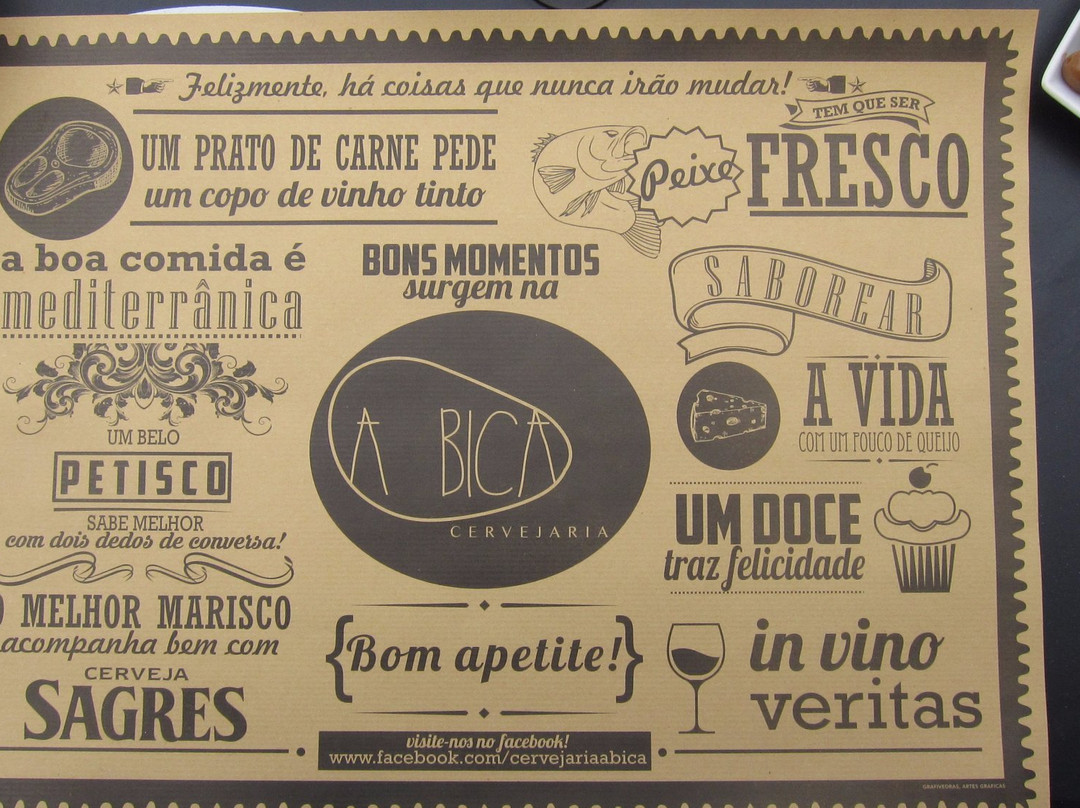 Felizmente, há coisas que nunca irão mudar!
UM PRATO DE CARNE PEDE
um copo de vinho tinto
Peixe
TEM QUE SER
FRESCO
a boa comida é
mediterrânica
BONS MOMENTOS
surgem na
A BICA
CERVEJARIA
SABOREAR
A VIDA
COM UM POUCO DE QUEIJO
UM BELO
PETISCO
SABE MELHOR
com dois dedos de conversa!
UM DOCE
traz felicidade
O MELHOR MARISCO
acompanha bem com
CERVEJA
SAGRES
{Bom apetite!}
in vino
veritas
visite-nos no facebook!
www.facebook.com/cervejariaabica
GRAFIVEDRAS, ARTES GRÁFICAS